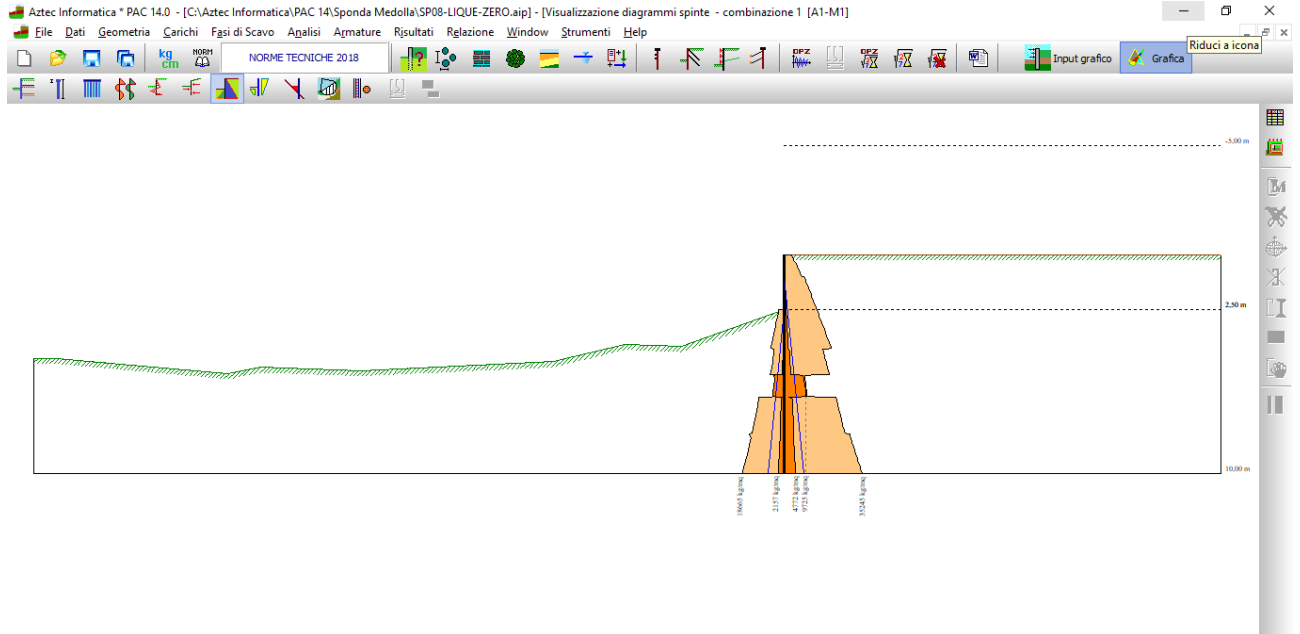 Aztec Informatica * PAC 14.0 - [C:\Aztec Informatica\PAC 14\Sponda Medolla\SP08-LIQUE-ZERO.aip] - [Visualizzazione diagrammi spinte - combinazione 1 [A1-M1]
File Dati Geometria Carichi Fasi di Scavo Analisi Armature Risultati Relazione Window Strumenti Help
Riduci a icona
kg cm
NORM
NORME TECNICHE 2018
DPZ
DPZ
Input grafico
Grafica
-5,00 m
2,50 m
10,00 m
18665 kg/mq
2157 kg/mq
4772 kg/mq
9725 kg/mq
35245 kg/mq